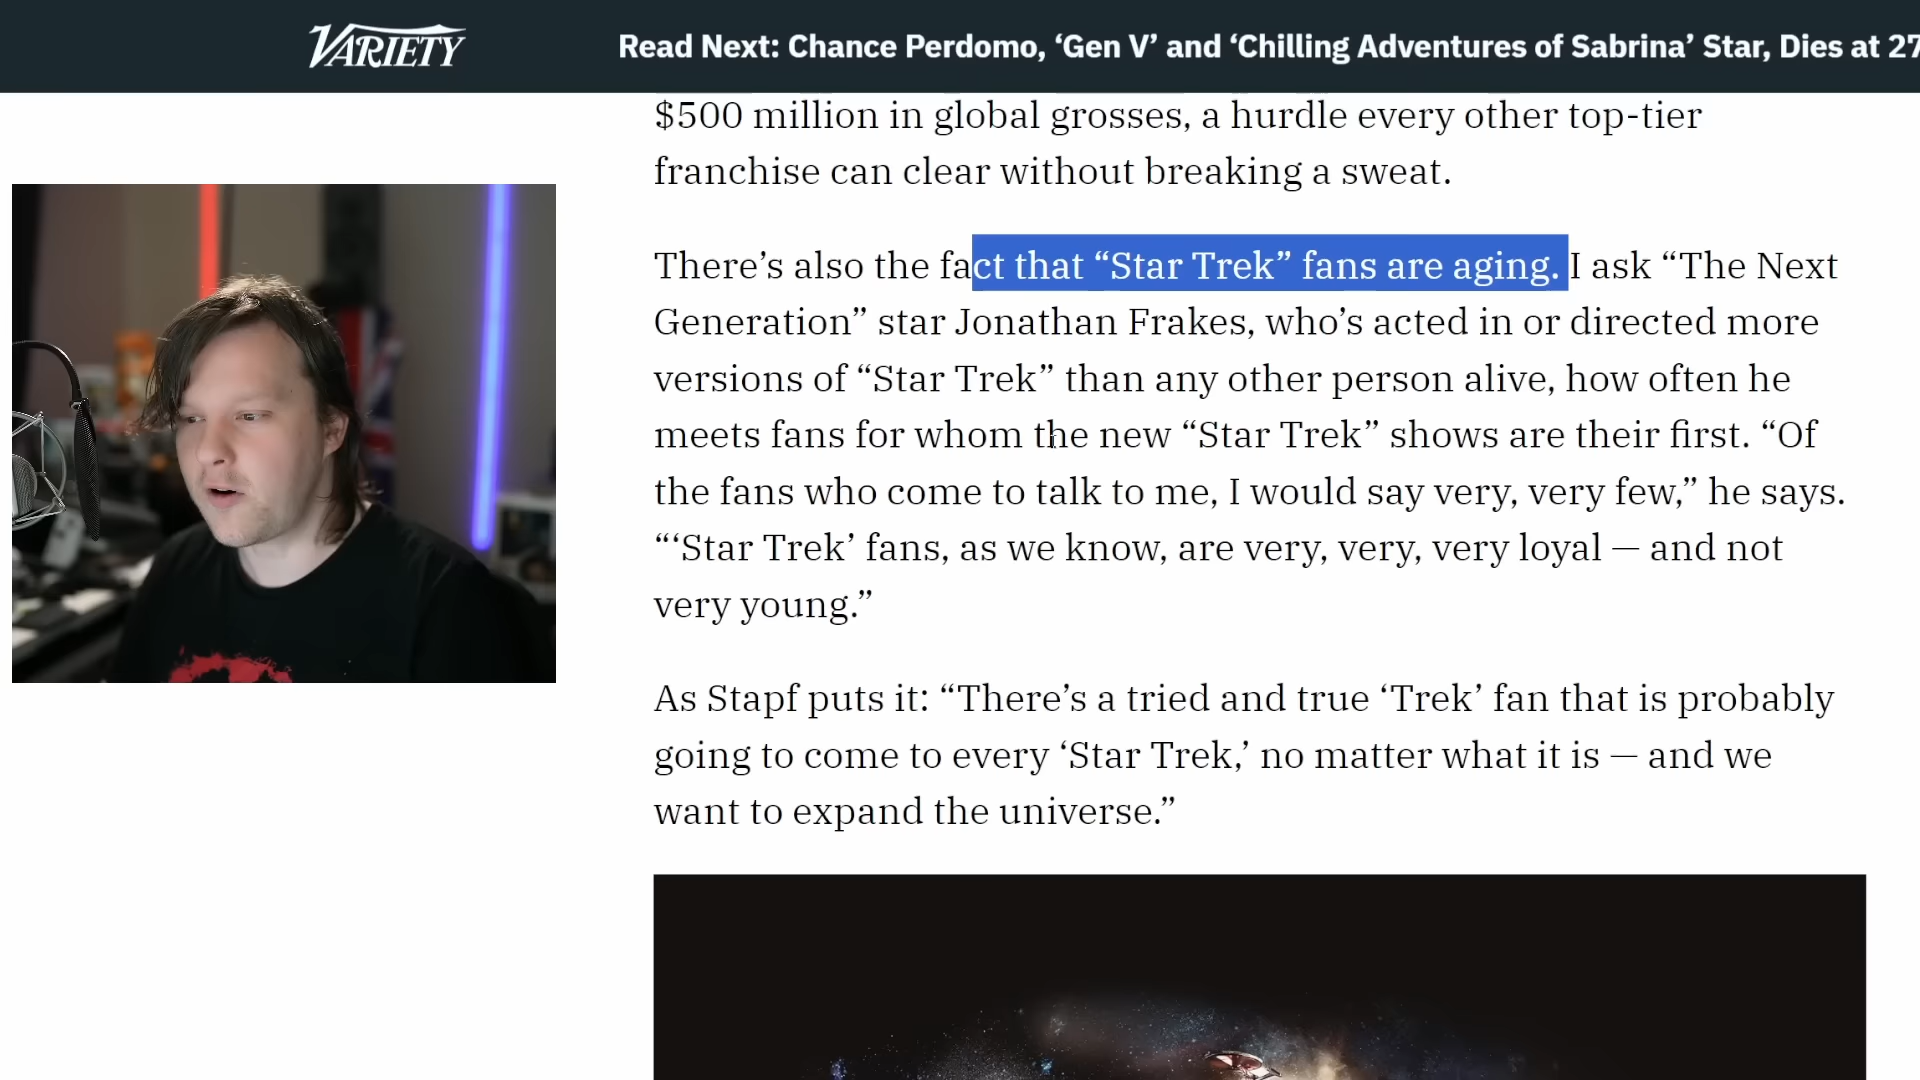 VARIETY
Read Next: Chance Perdomo, ‘Gen V’ and ‘Chilling Adventures of Sabrina’ Star, Dies at 27
$500 million in global grosses, a hurdle every other top-tier
franchise can clear without breaking a sweat.
There’s also the fact that “Star Trek” fans are aging. I ask “The Next
Generation” star Jonathan Frakes, who’s acted in or directed more
versions of “Star Trek” than any other person alive, how often he
meets fans for whom the new “Star Trek” shows are their first. “Of
the fans who come to talk to me, I would say very, very few,” he says.
“‘Star Trek’ fans, as we know, are very, very, very loyal — and not
very young.”
As Stapf puts it: “There’s a tried and true ‘Trek’ fan that is probably
going to come to every ‘Star Trek,’ no matter what it is — and we
want to expand the universe.”